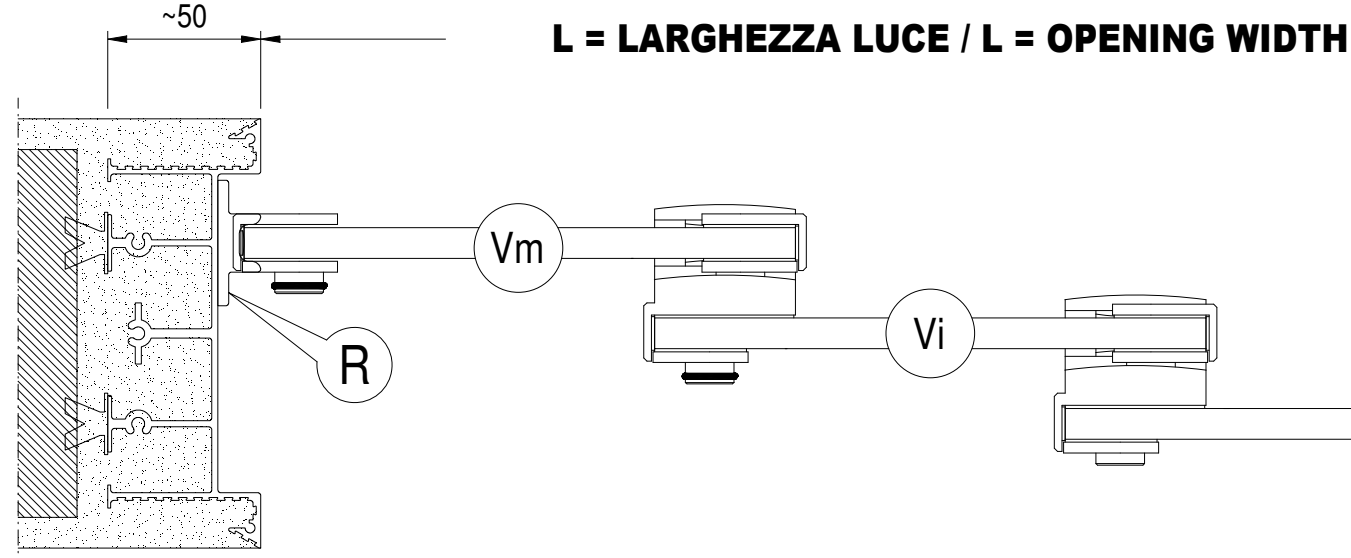 ~50
L = LARGHEZZA LUCE / L = OPENING WIDTH
Vm
Vi
R